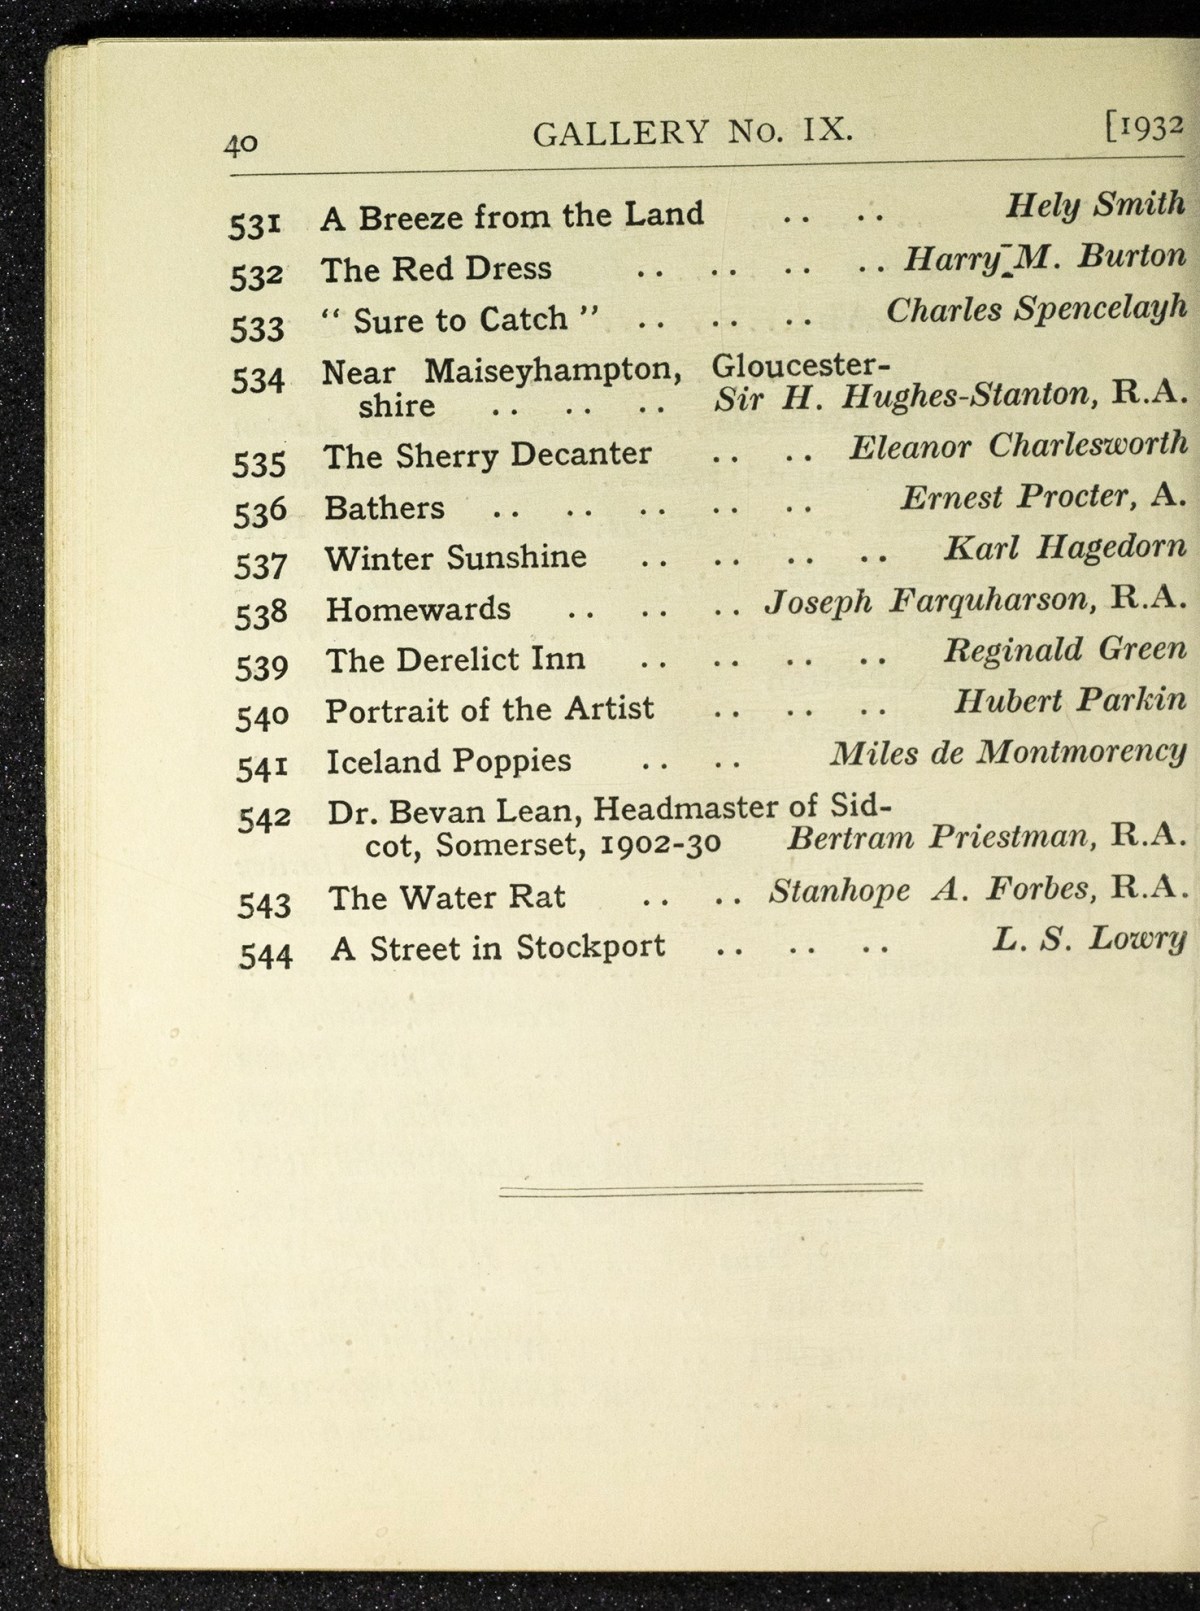 40 GALLERY No. IX. [1932
531 A Breeze from the Land .. .. Hely Smith
532 The Red Dress .. .. .. .. Harry M. Burton
533 “ Sure to Catch ” .. .. .. Charles Spencelayh
534 Near Maiseyhampton, Gloucester-
shire .. .. .. Sir H. Hughes-Stanton, R.A.
535 The Sherry Decanter .. .. Eleanor Charlesworth
536 Bathers .. .. .. .. .. Ernest Procter, A.
537 Winter Sunshine .. .. .. .. Karl Hagedorn
538 Homewards .. .. .. Joseph Farquharson, R.A.
539 The Derelict Inn .. .. .. .. Reginald Green
540 Portrait of the Artist .. .. .. Hubert Parkin
541 Iceland Poppies .. .. Miles de Montmorency
542 Dr. Bevan Lean, Headmaster of Sid-
cot, Somerset, 1902-30 Bertram Priestman, R.A.
543 The Water Rat .. .. Stanhope A. Forbes, R.A.
544 A Street in Stockport .. .. .. L. S. Lowry